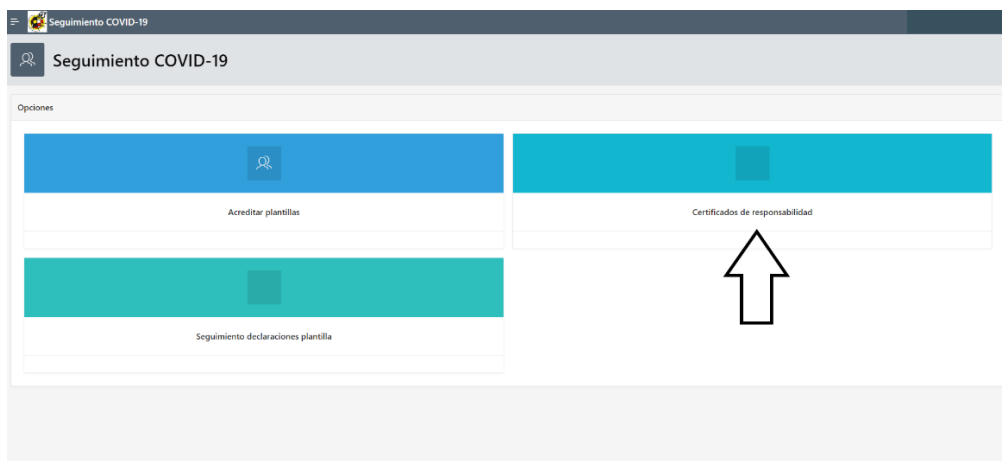 Seguimiento COVID-19
Seguimiento COVID-19
Opciones
Acreditar plantillas
Certificados de responsabilidad
Seguimiento declaraciones plantilla